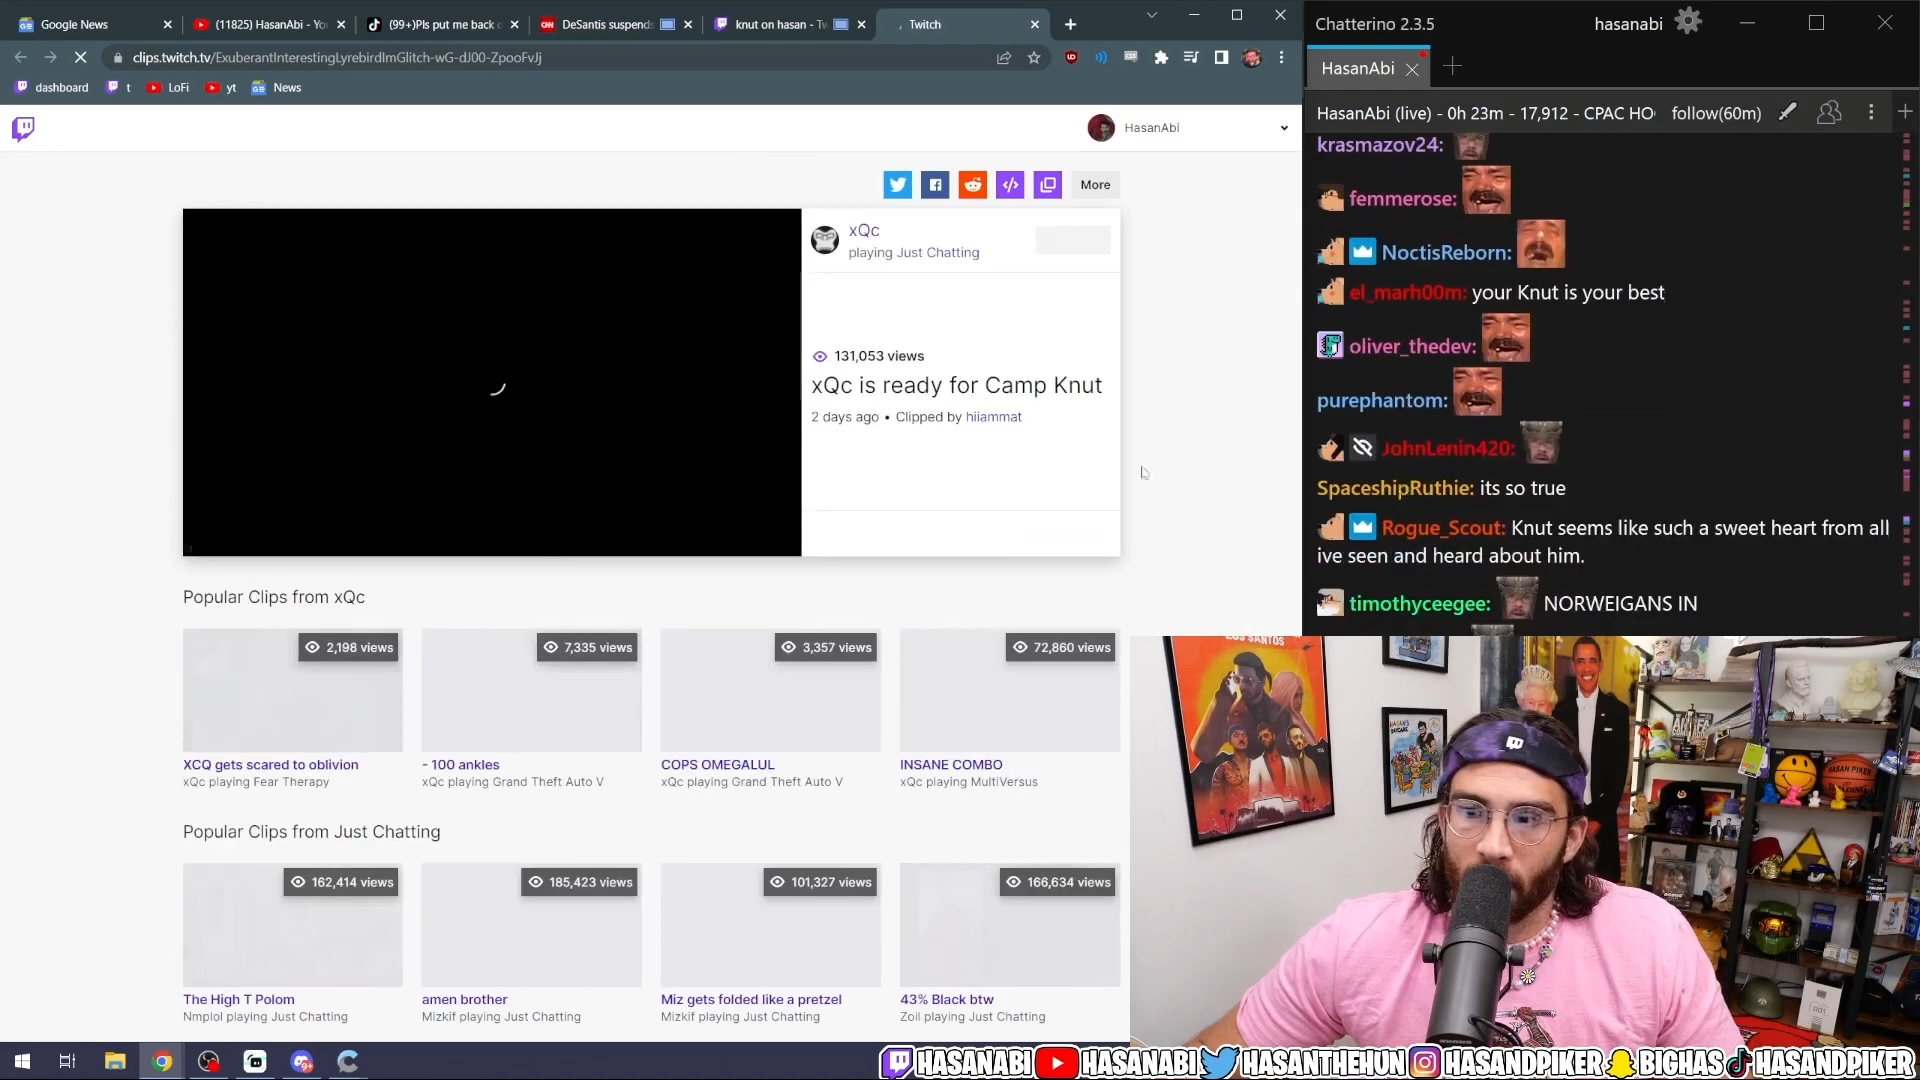 Google News
(11825) HasanAbi - Yo
(99+)Pls put me back o
DeSantis suspends
knut on hasan - Tw
Twitch
clips.twitch.tv/ExuberantInterestingLyrebirdImGlitch-wG-dJ00-ZpooFvJj
dashboard
t
LoFi
yt
News
HasanAbi
More
xQc
playing Just Chatting
131,053 views
xQc is ready for Camp Knut
2 days ago • Clipped by hiiammat
Popular Clips from xQc
2,198 views
7,335 views
3,357 views
72,860 views
XCQ gets scared to oblivion
- 100 ankles
COPS OMEGALUL
INSANE COMBO
xQc playing Fear Therapy
xQc playing Grand Theft Auto V
xQc playing Grand Theft Auto V
xQc playing MultiVersus
Popular Clips from Just Chatting
162,414 views
185,423 views
101,327 views
166,634 views
The High T Polom
amen brother
Miz gets folded like a pretzel
43% Black btw
Nmplol playing Just Chatting
Mizkif playing Just Chatting
Mizkif playing Just Chatting
Zoil playing Just Chatting
Chatterino 2.3.5
hasanabi
HasanAbi
HasanAbi (live) - 0h 23m - 17,912 - CPAC HO
follow(60m)
krasmazov24:
femmerose:
NoctisReborn:
el_marh00m: your Knut is your best
oliver_thedev:
purephantom:
JohnLenin420:
SpaceshipRuthie: its so true
Rogue_Scout: Knut seems like such a sweet heart from all
ive seen and heard about him.
timothyceegee: NORWEIGANS IN
LOS SANTOS
HASAN PIKER
HASANABI
HASANABI
HASANTHEHUN
HASANDPIKER
BIGHAS
HASANDPIKER